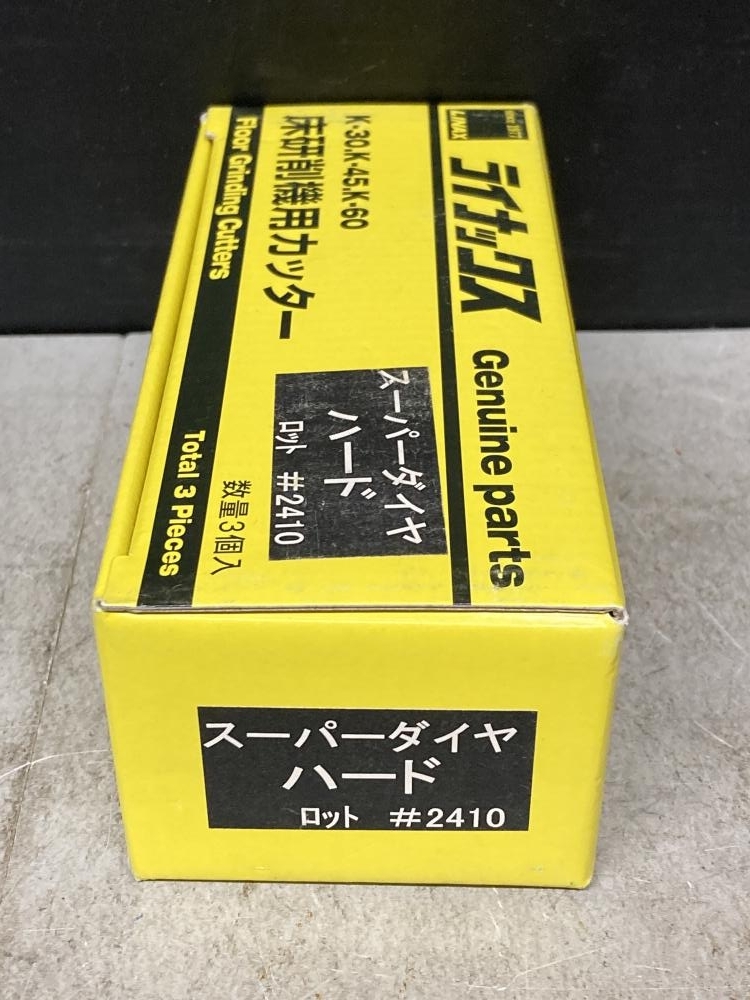 LINAX
ライナックス
Genuine parts
K-30.K-45.K-60
床研削機用カッター
スーパーダイヤ
ハード
ロット #2410
数量3個入
Floor Grinding Cutters
Total 3 Pieces
スーパーダイヤ
ハード
ロット #2410